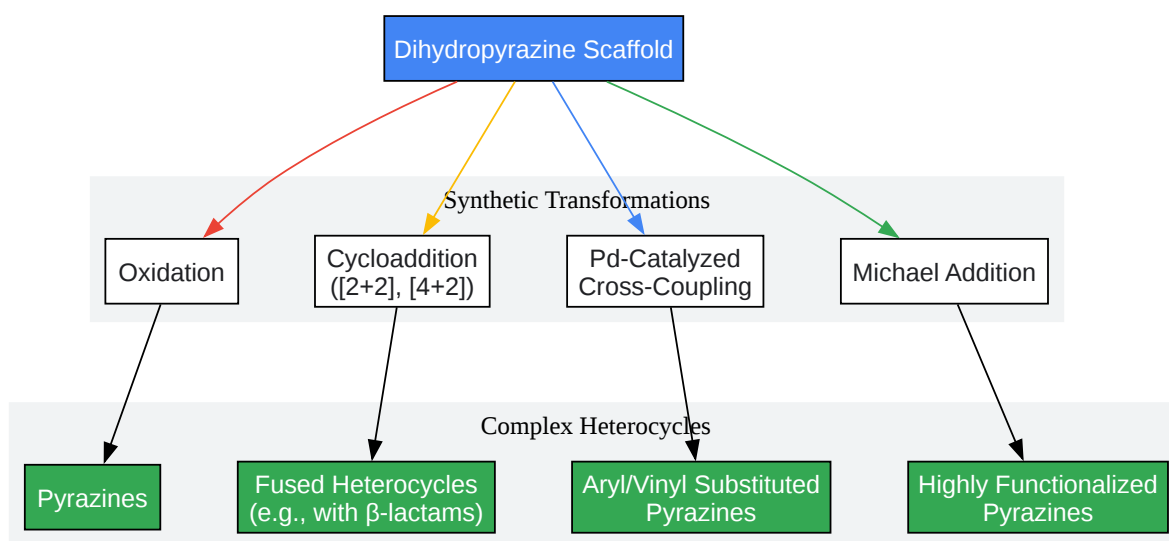 Dihydropyrazine Scaffold
Synthetic Transformations
Oxidation
Cycloaddition
([2+2], [4+2])
Pd-Catalyzed
Cross-Coupling
Michael Addition
Complex Heterocycles
Pyrazines
Fused Heterocycles
(e.g., with β-lactams)
Aryl/Vinyl Substituted
Pyrazines
Highly Functionalized
Pyrazines